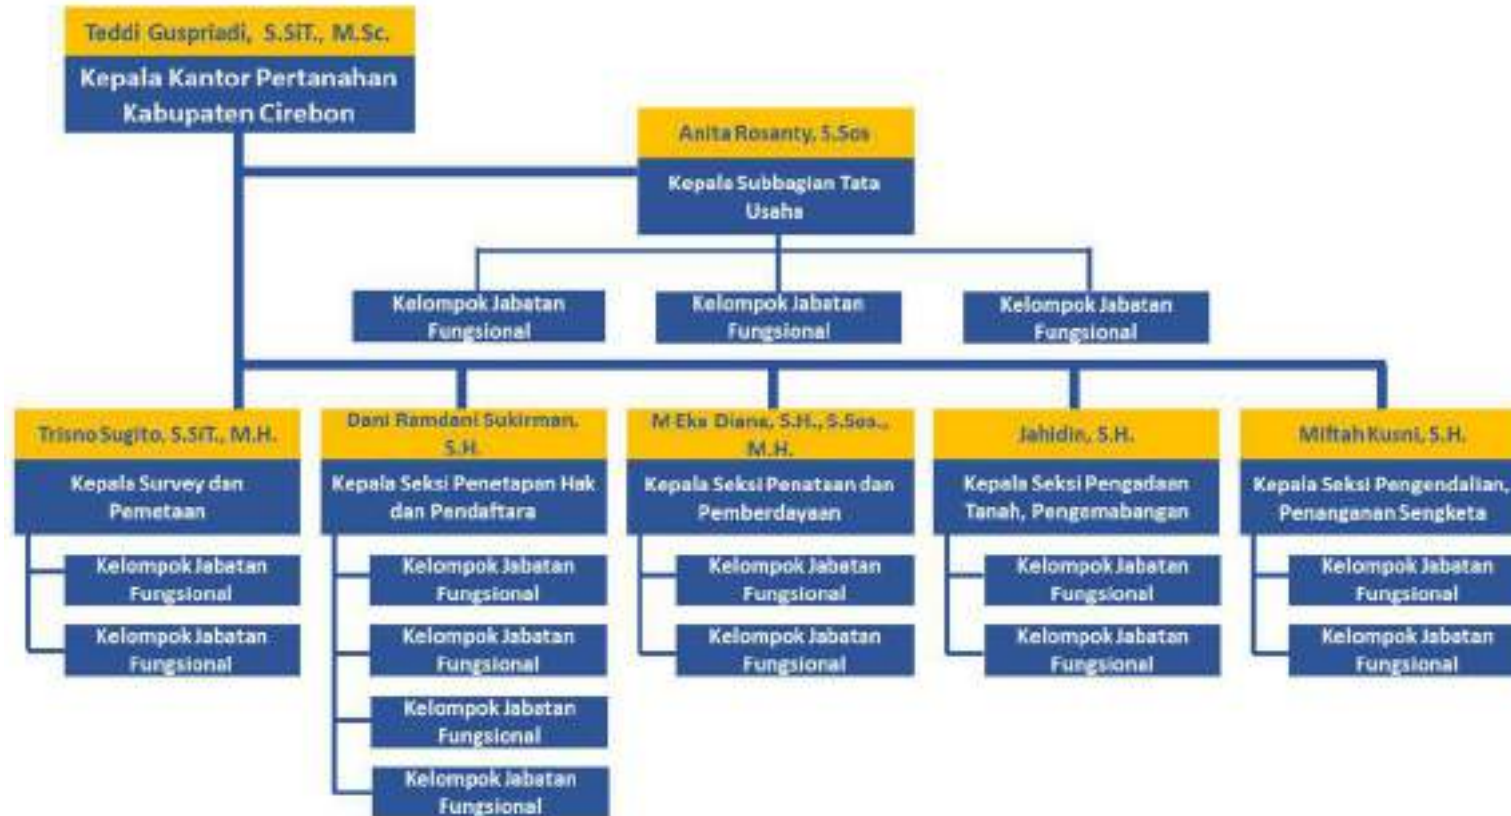 Teddi Guspriadi, S.SiT., M.Sc.
Kepala Kantor Pertanahan
Kabupaten Cirebon
Anita Rosanty, S.Sos
Kepala Subbagian Tata
Usaha
Kelompok Jabatan
Fungsional
Kelompok Jabatan
Fungsional
Kelompok Jabatan
Fungsional
Trisno Sugito, S.SiT., M.H.
Kepala Survey dan
Pemetaan
Kelompok Jabatan
Fungsional
Kelompok Jabatan
Fungsional
Dani Ramdani Sukirman,
S.H.
Kepala Seksi Penetapan Hak
dan Pendaftara
Kelompok Jabatan
Fungsional
Kelompok Jabatan
Fungsional
Kelompok Jabatan
Fungsional
Kelompok Jabatan
Fungsional
M Eka Diana, S.H., S.Sos.,
M.H.
Kepala Seksi Penataan dan
Pemberdayaan
Kelompok Jabatan
Fungsional
Kelompok Jabatan
Fungsional
Jahidin, S.H.
Kepala Seksi Pengadaan
Tanah, Pengemabangan
Kelompok Jabatan
Fungsional
Kelompok Jabatan
Fungsional
Miftah Kusni, S.H.
Kepala Seksi Pengendalian,
Penanganan Sengketa
Kelompok Jabatan
Fungsional
Kelompok Jabatan
Fungsional